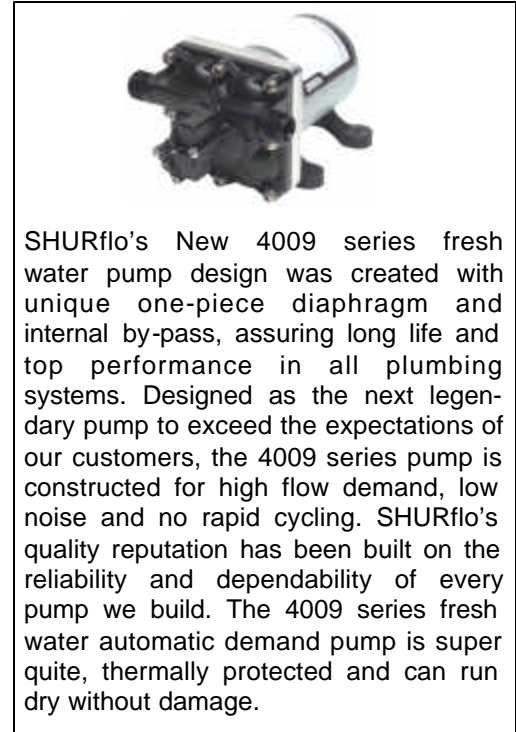 SHURflo's New 4009 series fresh
water pump design was created with
unique one-piece diaphragm and
internal by-pass, assuring long life and
top performance in all plumbing
systems. Designed as the next legen-
dary pump to exceed the expectations of
our customers, the 4009 series pump is
constructed for high flow demand, low
noise and no rapid cycling. SHURflo's
quality reputation has been built on the
reliability and dependability of every
pump we build. The 4009 series fresh
water automatic demand pump is super
quite, thermally protected and can run
dry without damage.